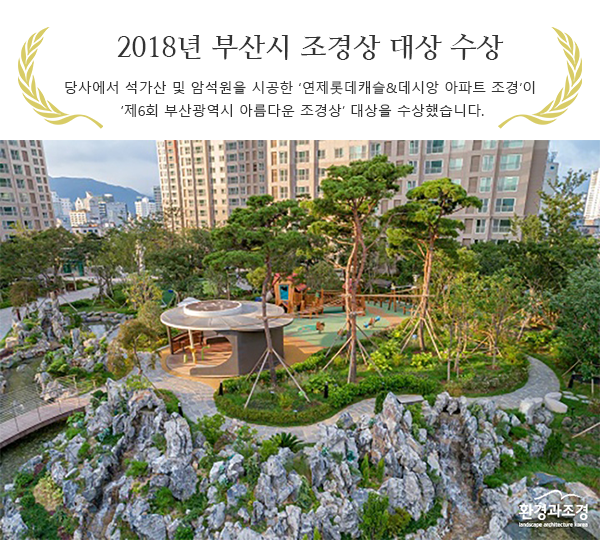 2018년 부산시 조경상 대상 수상
당사에서 석가산 및 암석원을 시공한 '연제롯데캐슬&데시앙 아파트 조경'이
'제6회 부산광역시 아름다운 조경상' 대상을 수상했습니다.
환경과조경
landscape architecture korea